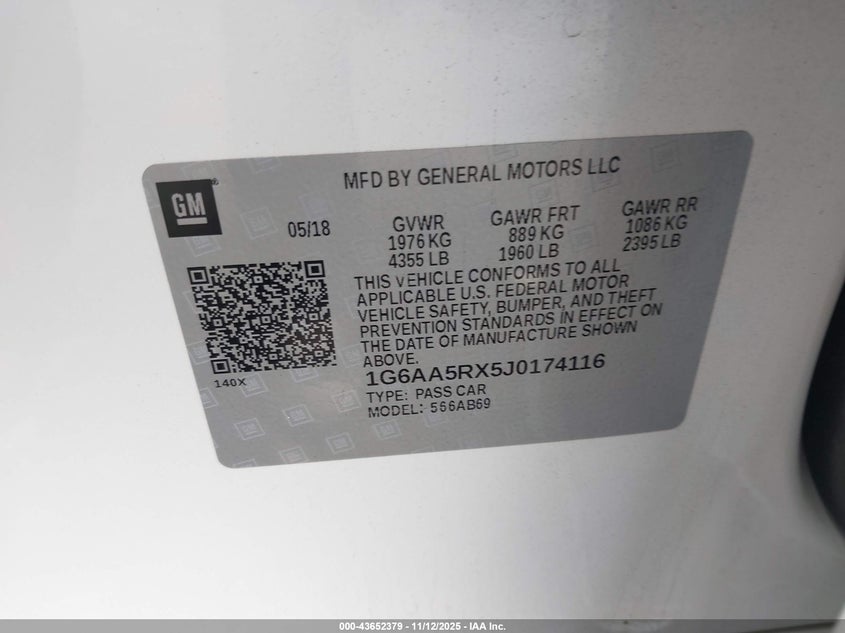 GM®
MFD BY GENERAL MOTORS LLC
05/18
GVWR
1976 KG
4355 LB
GAWR FRT
889 KG
1960 LB
GAWR RR
1086 KG
2395 LB
THIS VEHICLE CONFORMS TO ALL
APPLICABLE U.S. FEDERAL MOTOR
VEHICLE SAFETY, BUMPER, AND THEFT
PREVENTION STANDARDS IN EFFECT ON
THE DATE OF MANUFACTURE SHOWN
ABOVE.
140X
1G6AA5RX5J0174116
TYPE: PASS CAR
MODEL: 566AB69
000-43652379 - 11/12/2025 - IAA Inc.